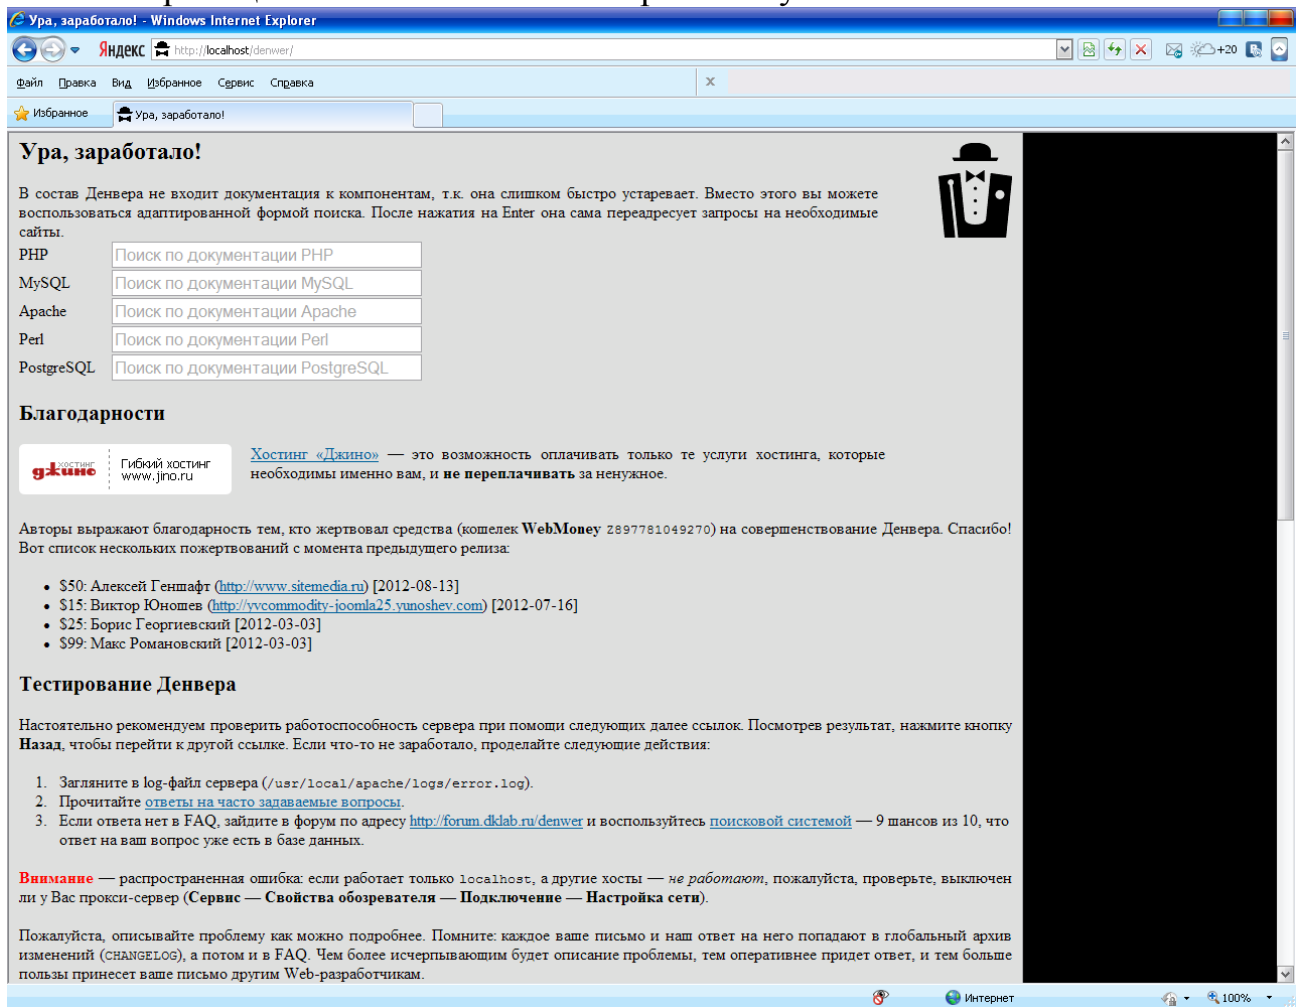 Ура, заработало! - Windows Internet Explorer
Яндекс http://localhost/denwer/ +20
Файл Правка Вид Избранное Сервис Справка x
Избранное Ура, заработало!
Ура, заработало!
В состав Денвера не входит документация к компонентам, т.к. она слишком быстро устаревает. Вместо этого вы можете
воспользоваться адаптированной формой поиска. После нажатия на Enter она сама переадресует запросы на необходимые
сайты.
PHP Поиск по документации PHP
MySQL Поиск по документации MySQL
Apache Поиск по документации Apache
Perl Поиск по документации Perl
PostgreSQL Поиск по документации PostgreSQL
Благодарности
джино хостинг Гибкий хостинг
www.jino.ru
Хостинг «Джино» — это возможность оплачивать только те услуги хостинга, которые
необходимы именно вам, и не переплачивать за ненужное.
Авторы выражают благодарность тем, кто жертвовал средства (кошелек WebMoney Z897781049270) на совершенствование Денвера. Спасибо!
Вот список нескольких пожертвований с момента предыдущего релиза:
• $50: Алексей Геншафт (http://www.sitemedia.ru) [2012-08-13]
• $15: Виктор Юношев (http://yvcommodity-joomla25.yunoshev.com) [2012-07-16]
• $25: Борис Георгиевский [2012-03-03]
• $99: Макс Романовский [2012-03-03]
Тестирование Денвера
Настоятельно рекомендуем проверить работоспособность сервера при помощи следующих далее ссылок. Посмотрев результат, нажмите кнопку
Назад, чтобы перейти к другой ссылке. Если что-то не заработало, проделайте следующие действия:
1. Загляните в log-файл сервера (/usr/local/apache/logs/error.log).
2. Прочитайте ответы на часто задаваемые вопросы.
3. Если ответа нет в FAQ, зайдите в форум по адресу http://forum.dklab.ru/denwer и воспользуйтесь поисковой системой — 9 шансов из 10, что
ответ на ваш вопрос уже есть в базе данных.
Внимание — распространенная ошибка: если работает только localhost, а другие хосты — не работают, пожалуйста, проверьте, выключен
ли у Вас прокси-сервер (Сервис — Свойства обозревателя — Подключение — Настройка сети).
Пожалуйста, описывайте проблему как можно подробнее. Помните: каждое ваше письмо и наш ответ на него попадают в глобальный архив
изменений (CHANGELOG), а потом и в FAQ. Чем более исчерпывающим будет описание проблемы, тем оперативнее придет ответ, и тем больше
пользы принесет ваше письмо другим Web-разработчикам.
Интернет 100%